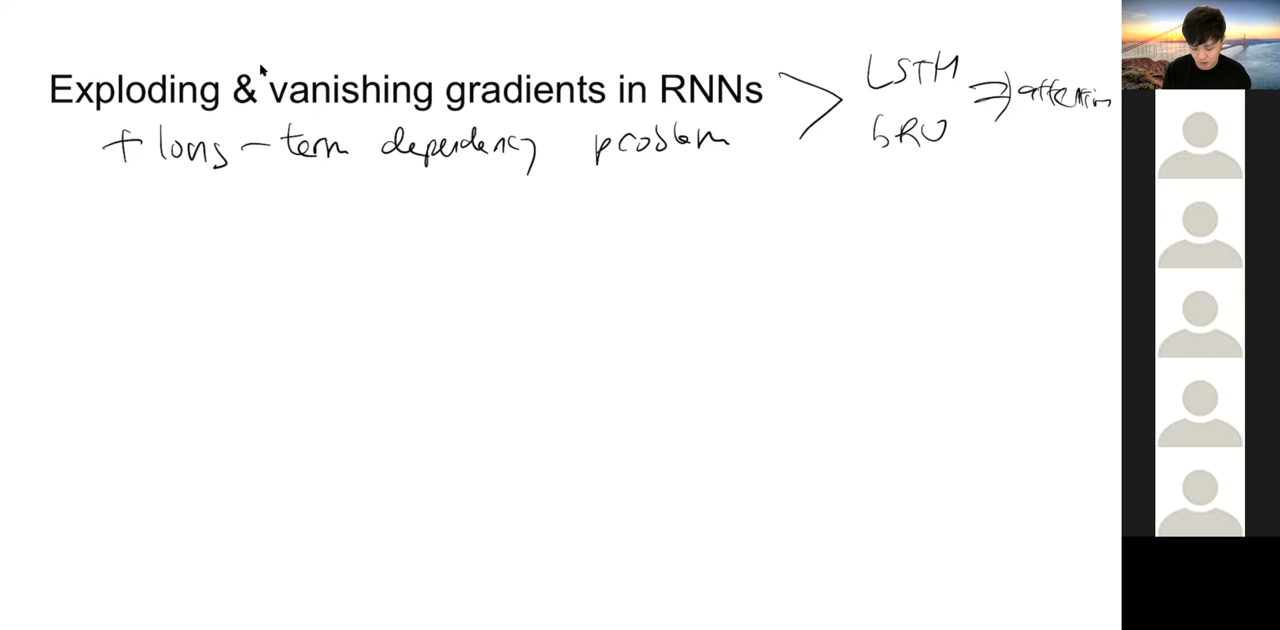 Exploding & vanishing gradients in RNNs
+ long-term dependency problem
LSTM
GRU
⇒ attention